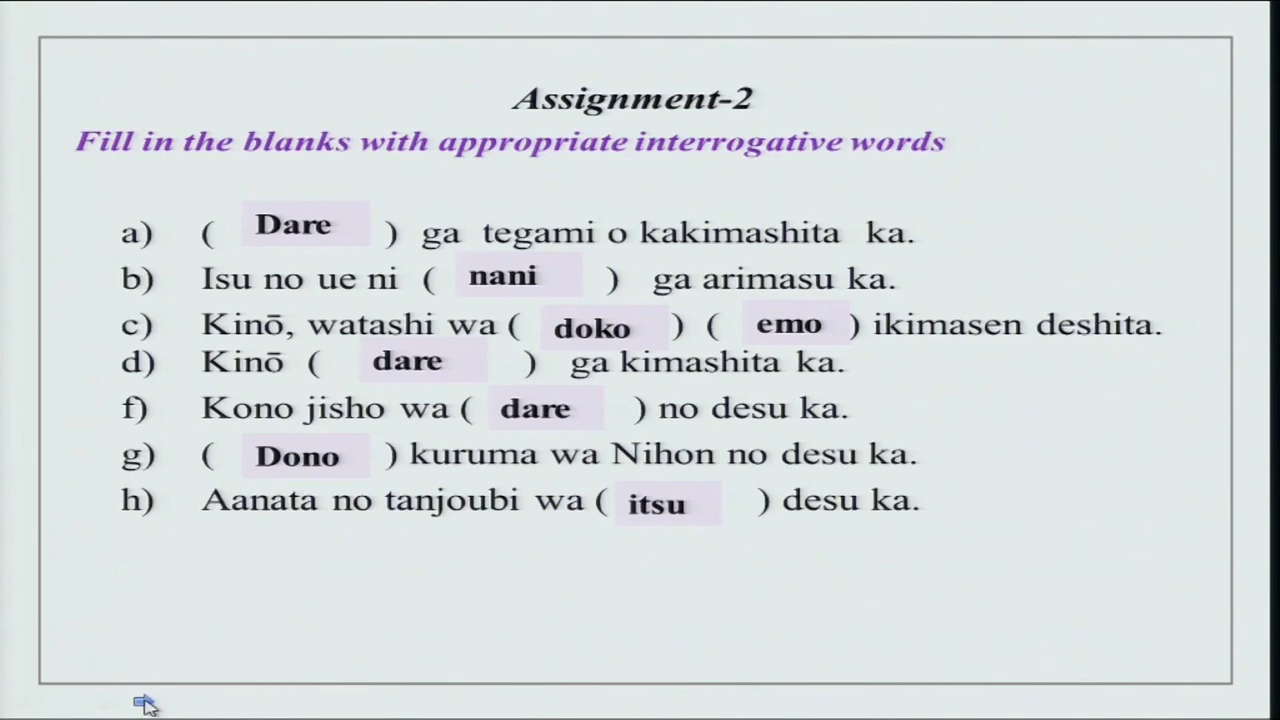 Assignment-2
Fill in the blanks with appropriate interrogative words
a) ( Dare ) ga tegami o kakimashita ka.
b) Isu no ue ni ( nani ) ga arimasu ka.
c) Kinō, watashi wa ( doko ) ( emo ) ikimasen deshita.
d) Kinō ( dare ) ga kimashita ka.
f) Kono jisho wa ( dare ) no desu ka.
g) ( Dono ) kuruma wa Nihon no desu ka.
h) Aanata no tanjoubi wa ( itsu ) desu ka.